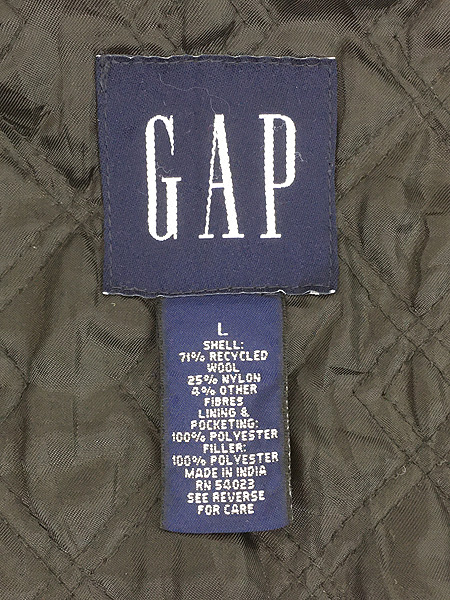 GAP
L
SHELL:
71% RECYCLED
WOOL
25% NYLON
4% OTHER
FIBRES
LINING &
POCKETING:
100% POLYESTER
FILLER:
100% POLYESTER
MADE IN INDIA
RN 54023
SEE REVERSE
FOR CARE